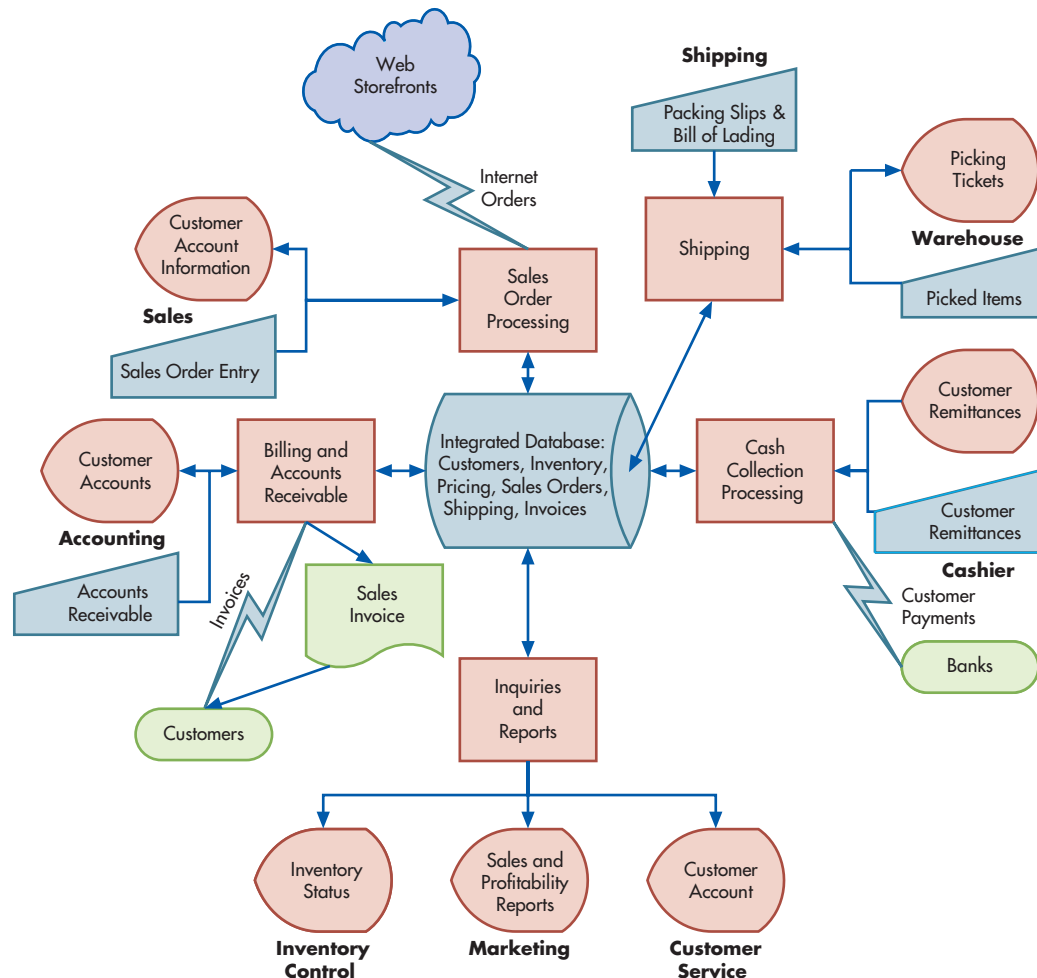 Web
Storefronts
Internet
Orders
Shipping
Packing Slips &
Bill of Lading
Shipping
Picking
Tickets
Warehouse
Picked Items
Customer
Account
Information
Sales
Sales Order Entry
Sales
Order
Processing
Customer
Accounts
Accounting
Accounts
Receivable
Billing and
Accounts
Receivable
Integrated Database:
Customers, Inventory,
Pricing, Sales Orders,
Shipping, Invoices
Cash
Collection
Processing
Customer
Remittances
Customer
Remittances
Cashier
Customer
Payments
Banks
Invoices
Sales
Invoice
Customers
Inquiries
and
Reports
Inventory
Status
Inventory
Control
Sales and
Profitability
Reports
Marketing
Customer
Account
Customer
Service